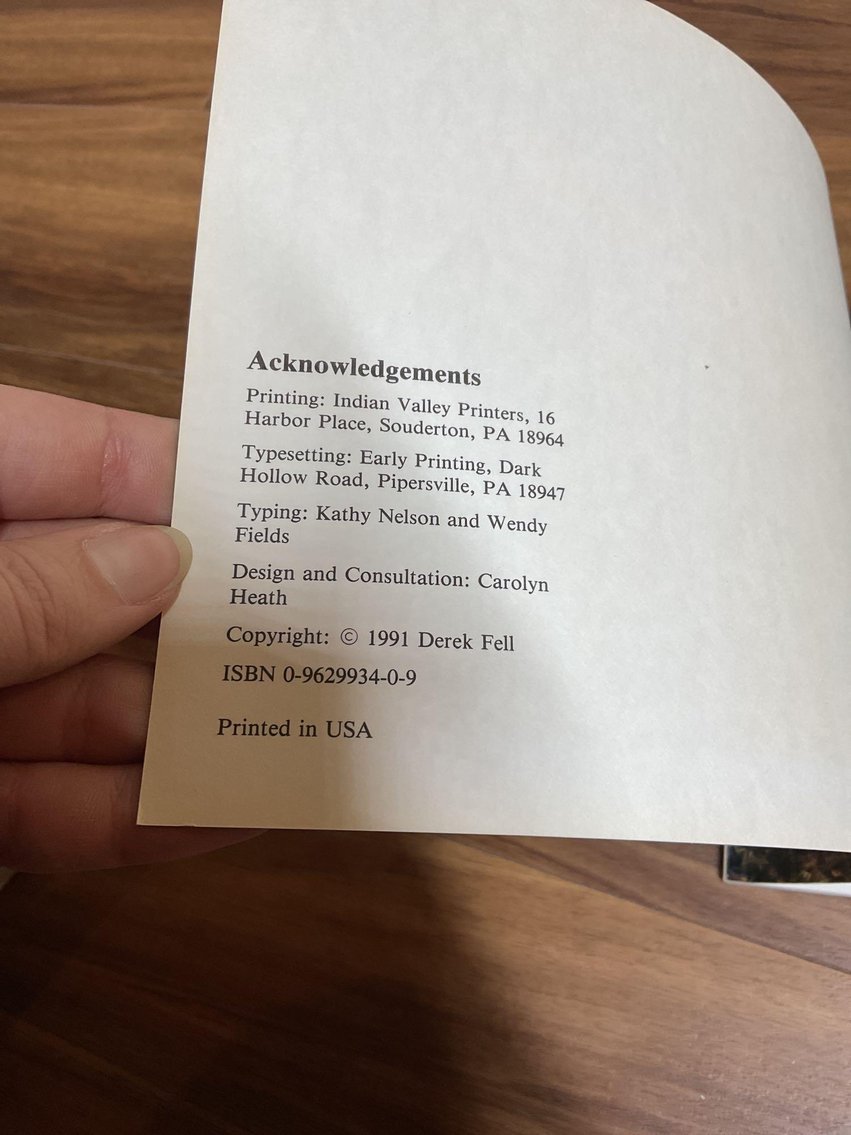 Acknowledgements
Printing: Indian Valley Printers, 16
Harbor Place, Souderton, PA 18964
Typesetting: Early Printing, Dark
Hollow Road, Pipersville, PA 18947
Typing: Kathy Nelson and Wendy
Fields
Design and Consultation: Carolyn
Heath
Copyright: © 1991 Derek Fell
ISBN 0-9629934-0-9
Printed in USA